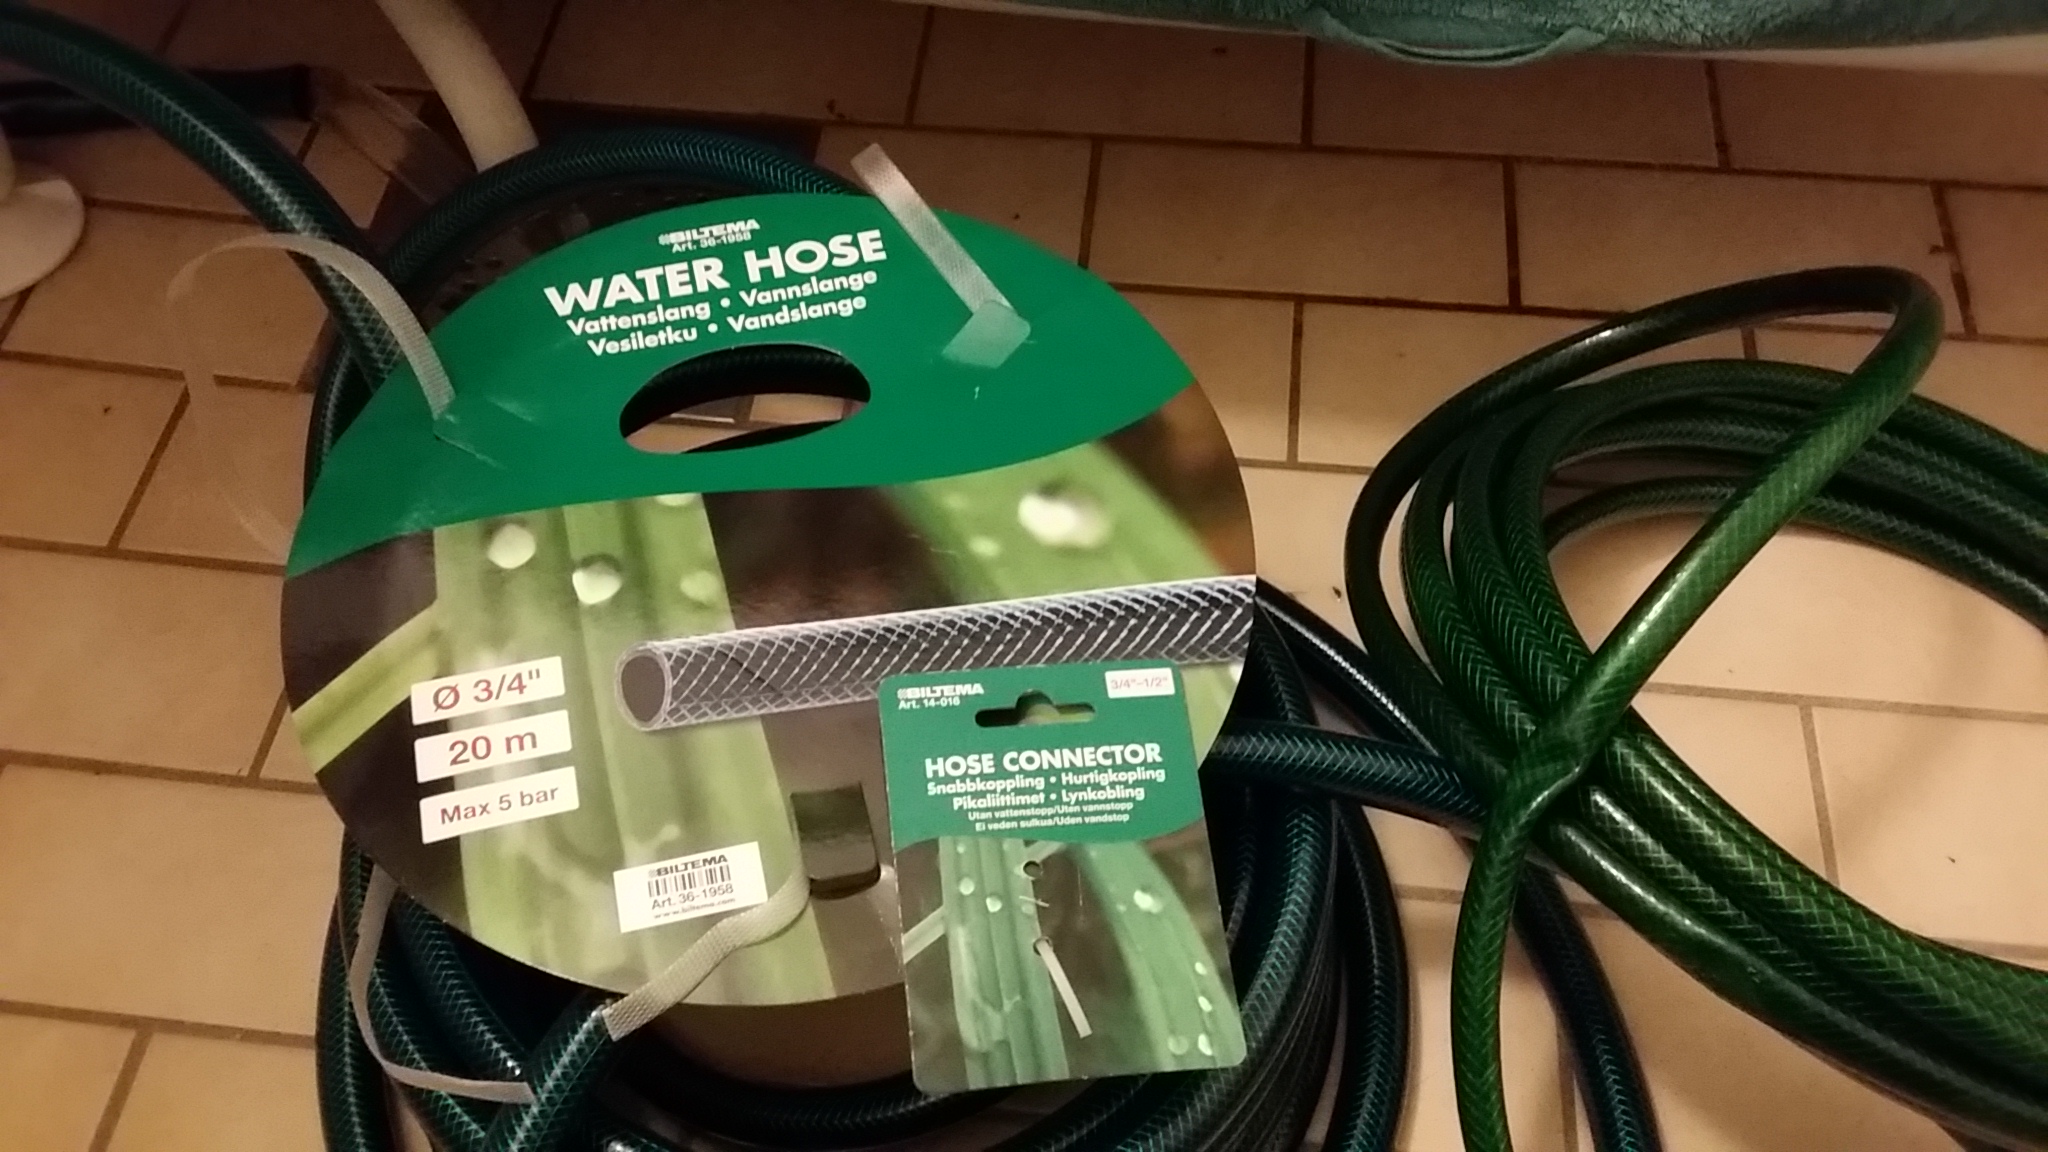 BILTEMA
Art. 36-1958
WATER HOSE
Vattenslang • Vannslange
Vesiletku • Vandslange
Ø 3/4"
20 m
Max 5 bar
BILTEMA
Art. 36-1958
www.biltema.com
BILTEMA
Art. 14-016
3/4"-1/2"
HOSE CONNECTOR
Snabbkoppling • Hurtigkopling
Pikaliittimet • Lynkobling
Utan vattenstopp/Uten vannstopp
Ei veden sulkua/Uden vandstop